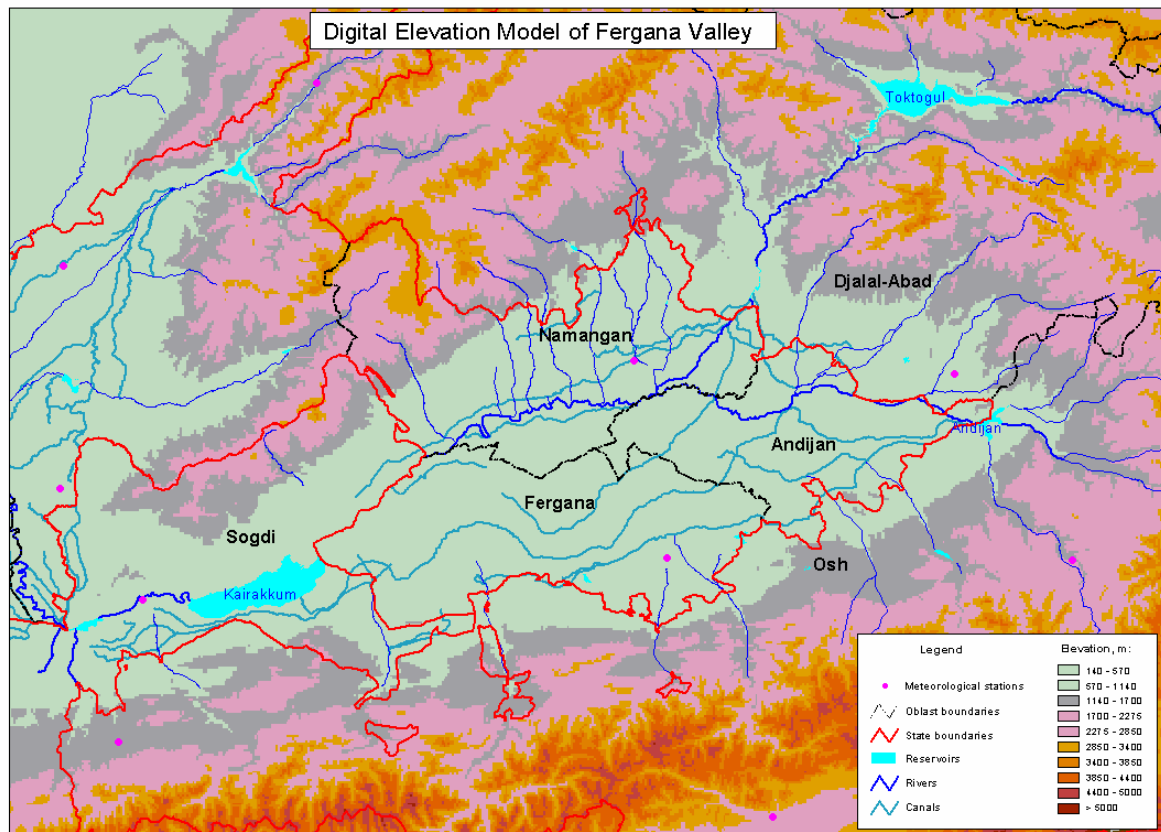 Digital Elevation Model of Fergana Valley
Toktogul
Djalal-Abad
Namangan
Andijan
Andijan
Fergana
Sogdi
Osh
Kairakkum
Legend
Meteorological stations
Oblast boundaries
State boundaries
Reservoirs
Rivers
Canals
Elevation, m:
140 - 570
570 - 1140
1140 - 1700
1700 - 2275
2275 - 2850
2850 - 3400
3400 - 3850
3850 - 4400
4400 - 5000
> 5000